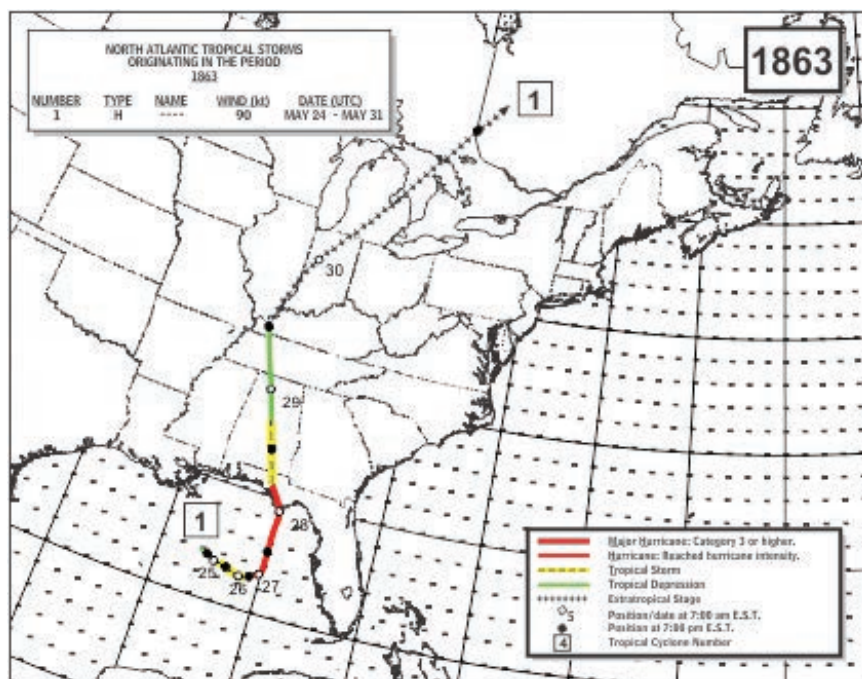 NORTH ATLANTIC TROPICAL STORMS
ORIGINATING IN THE PERIOD
1863
NUMBER TYPE NAME WIND (kt) DATE (UTC)
1 H ---- 90 MAY 24 - MAY 31
1863
1
30
29
28
1
25
26
27
Major Hurricane: Category 3 or higher.
Hurricane: Reached hurricane intensity.
Tropical Storm
Tropical Depression
Extratropical Stage
5 Position/date at 7:00 am E.S.T.
Position at 7:00 pm E.S.T.
4 Tropical Cyclone Number